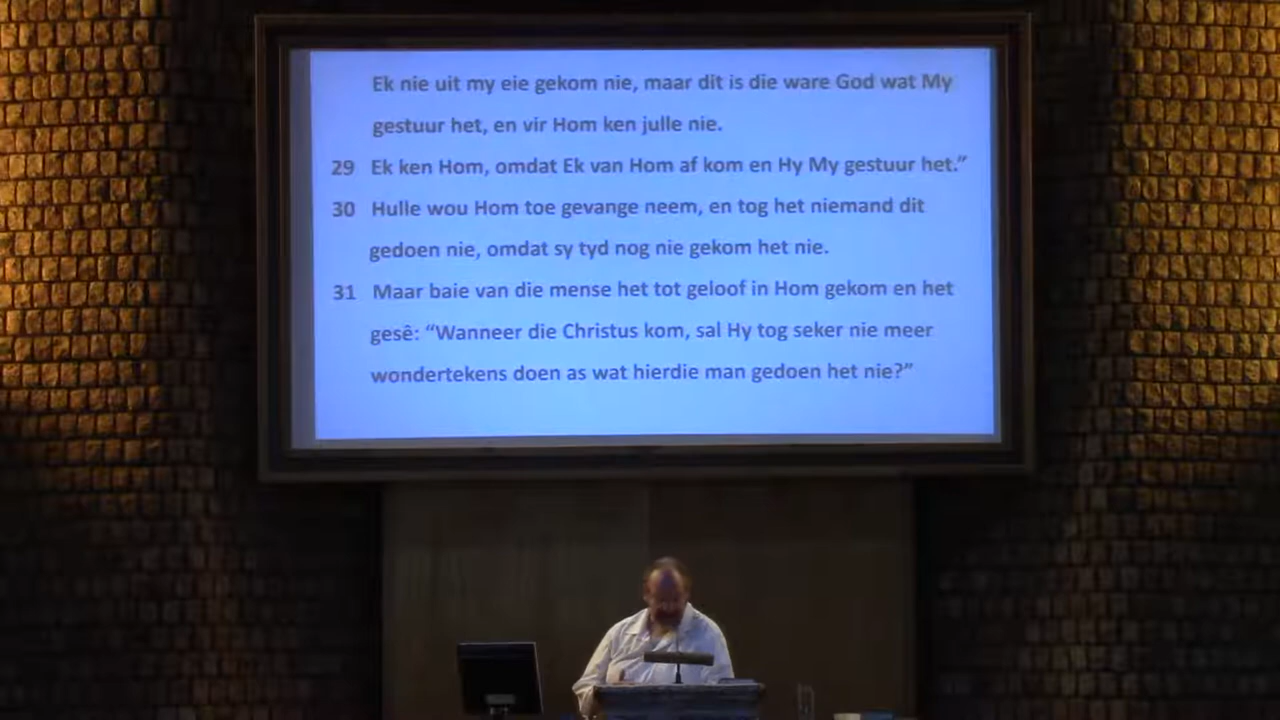 Ek nie uit my eie gekom nie, maar dit is die ware God wat My
gestuur het, en vir Hom ken julle nie.
29 Ek ken Hom, omdat Ek van Hom af kom en Hy My gestuur het.”
30 Hulle wou Hom toe gevange neem, en tog het niemand dit
gedoen nie, omdat sy tyd nog nie gekom het nie.
31 Maar baie van die mense het tot geloof in Hom gekom en het
gesê: “Wanneer die Christus kom, sal Hy tog seker nie meer
wondertekens doen as wat hierdie man gedoen het nie?”